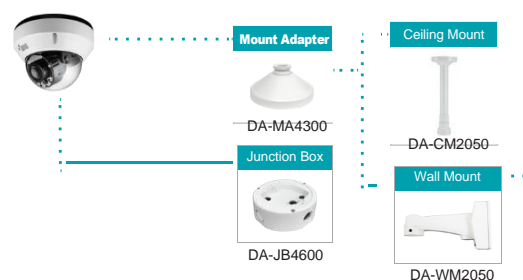 Mount Adapter
DA-MA4300
Ceiling Mount
DA-CM2050
Junction Box
DA-JB4600
Wall Mount
DA-WM2050